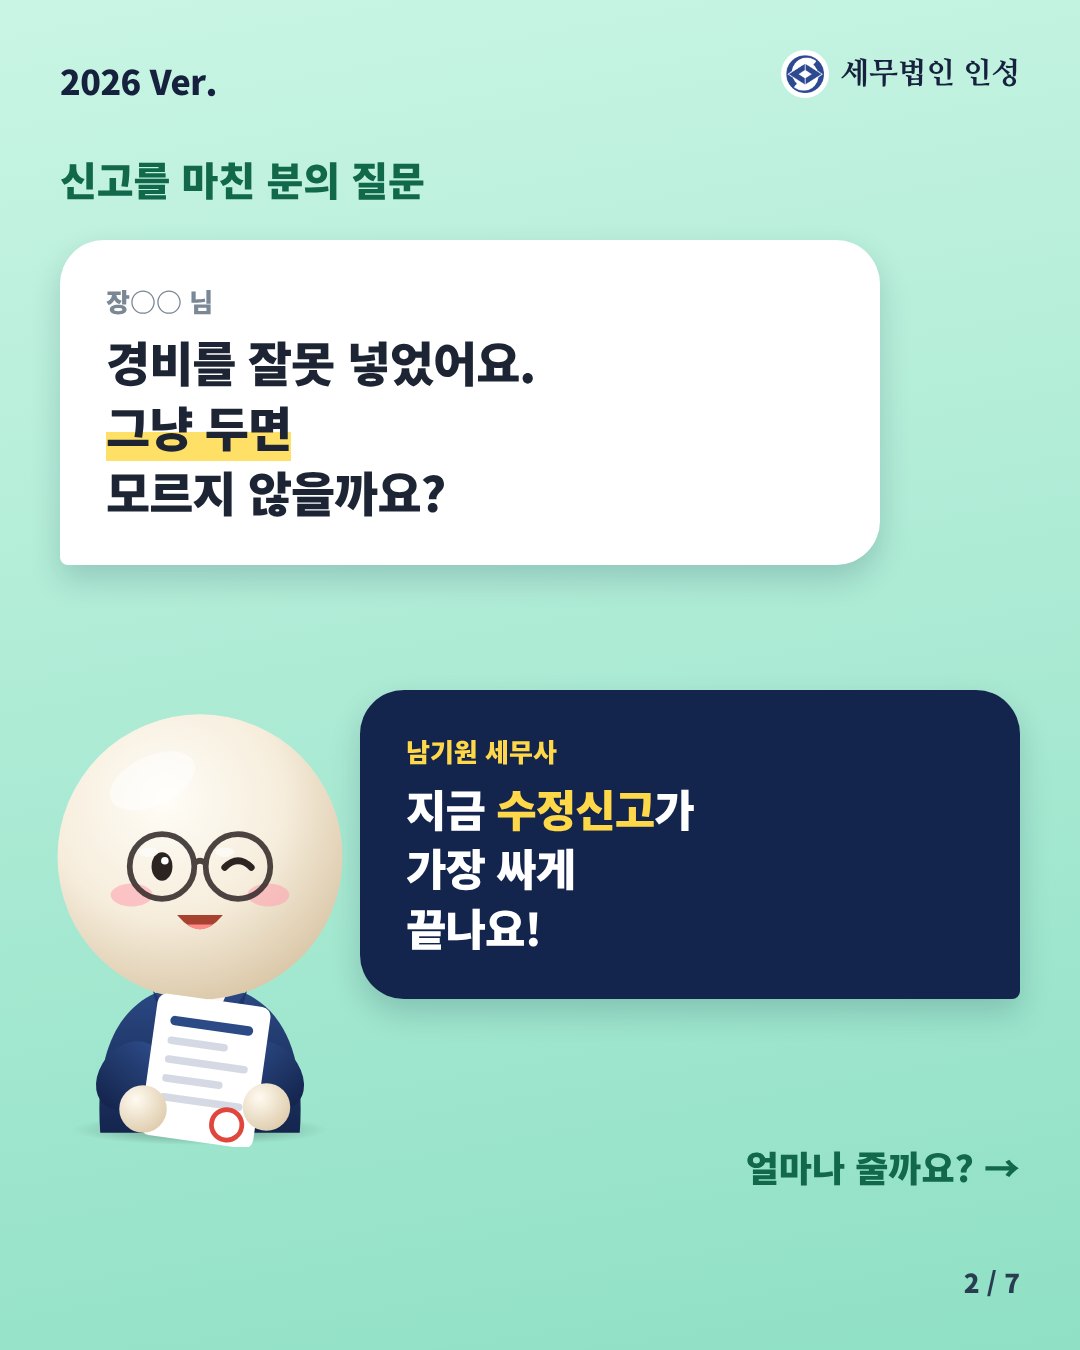 2026 Ver.
세무법인 인성
신고를 마친 분의 질문
장○○ 님
경비를 잘못 넣었어요.
그냥 두면
모르지 않을까요?
남기원 세무사
지금 수정신고가
가장 싸게
끝나요!
얼마나 줄까요? →
2 / 7